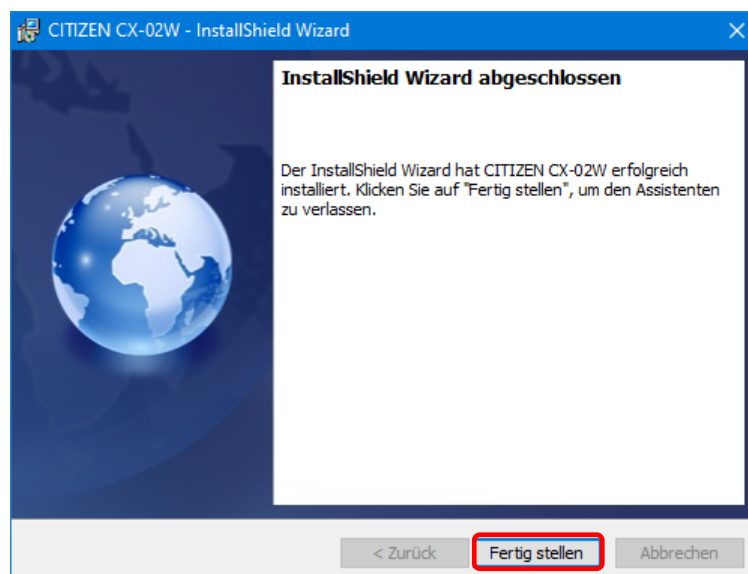 CITIZEN CX-02W - InstallShield Wizard
InstallShield Wizard abgeschlossen
Der InstallShield Wizard hat CITIZEN CX-02W erfolgreich
installiert. Klicken Sie auf "Fertig stellen", um den Assistenten
zu verlassen.
< Zurück Fertig stellen Abbrechen